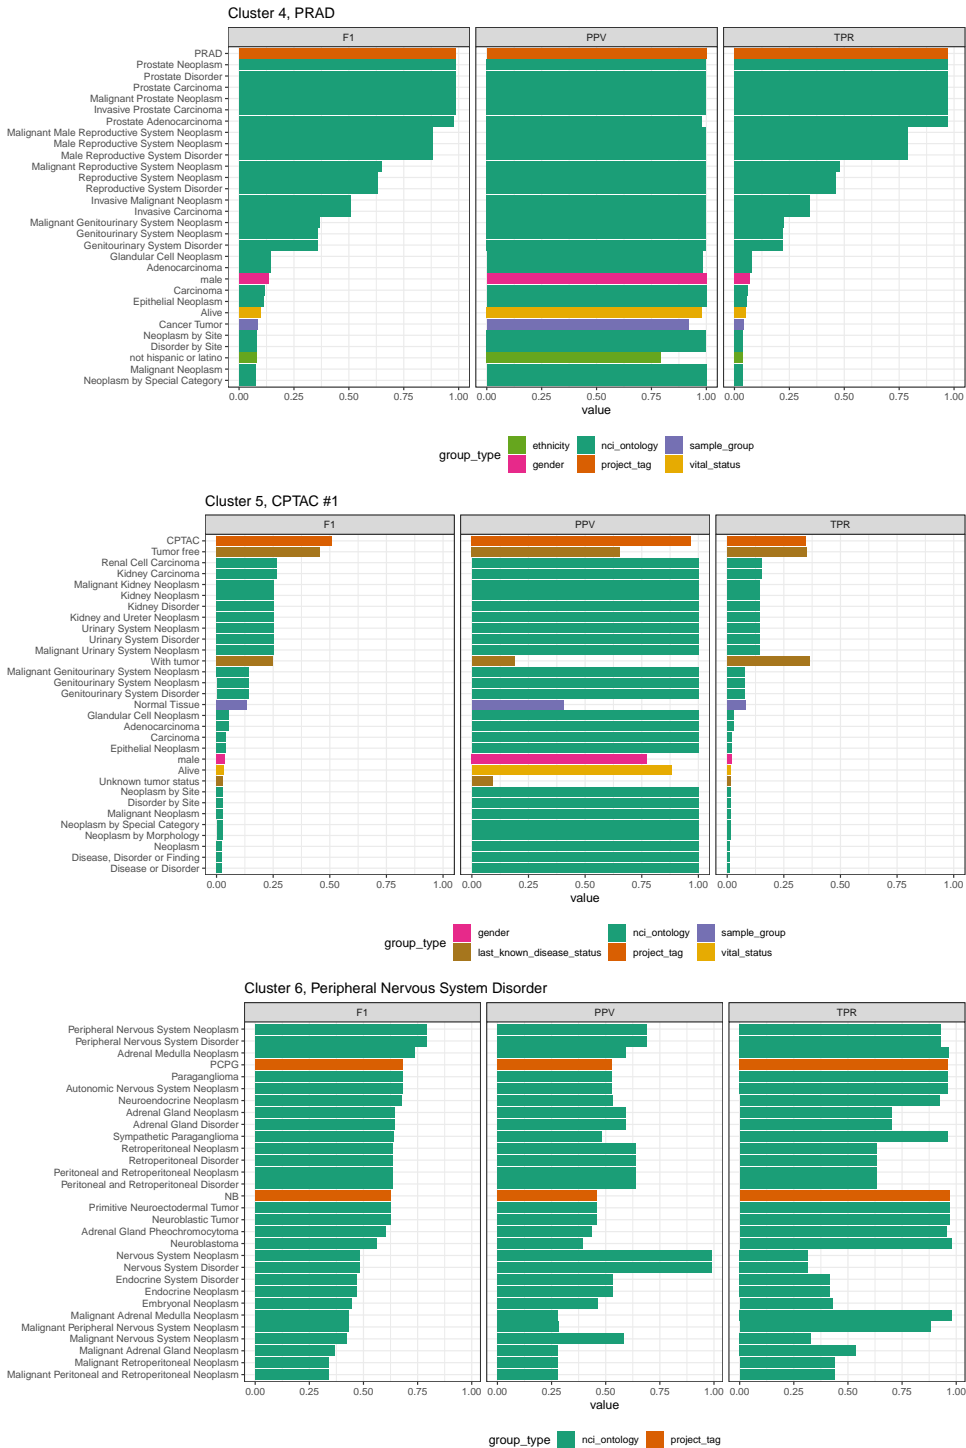 Cluster 4, PRAD
F1 PPV TPR
PRAD
Prostate Neoplasm
Prostate Disorder
Prostate Carcinoma
Malignant Prostate Neoplasm
Invasive Prostate Carcinoma
Prostate Adenocarcinoma
Malignant Male Reproductive System Neoplasm
Male Reproductive System Neoplasm
Male Reproductive System Disorder
Malignant Reproductive System Neoplasm
Reproductive System Neoplasm
Reproductive System Disorder
Invasive Malignant Neoplasm
Invasive Carcinoma
Malignant Genitourinary System Neoplasm
Genitourinary System Neoplasm
Genitourinary System Disorder
Glandular Cell Neoplasm
Adenocarcinoma
male
Carcinoma
Epithelial Neoplasm
Alive
Cancer Tumor
Neoplasm by Site
Disorder by Site
not hispanic or latino
Malignant Neoplasm
Neoplasm by Special Category
0.00 0.25 0.50 0.75 1.00 0.00 0.25 0.50 0.75 1.00 0.00 0.25 0.50 0.75 1.00
value
group_type
ethnicity nci_ontology sample_group
gender project_tag vital_status
Cluster 5, CPTAC #1
F1 PPV TPR
CPTAC
Tumor free
Renal Cell Carcinoma
Kidney Carcinoma
Malignant Kidney Neoplasm
Kidney Neoplasm
Kidney Disorder
Kidney and Ureter Neoplasm
Urinary System Neoplasm
Urinary System Disorder
Malignant Urinary System Neoplasm
With tumor
Malignant Genitourinary System Neoplasm
Genitourinary System Neoplasm
Genitourinary System Disorder
Normal Tissue
Glandular Cell Neoplasm
Adenocarcinoma
Carcinoma
Epithelial Neoplasm
male
Alive
Unknown tumor status
Neoplasm by Site
Disorder by Site
Malignant Neoplasm
Neoplasm by Special Category
Neoplasm by Morphology
Neoplasm
Disease, Disorder or Finding
Disease or Disorder
0.00 0.25 0.50 0.75 1.00 0.00 0.25 0.50 0.75 1.00 0.00 0.25 0.50 0.75 1.00
value
group_type
gender nci_ontology sample_group
last_known_disease_status project_tag vital_status
Cluster 6, Peripheral Nervous System Disorder
F1 PPV TPR
Peripheral Nervous System Neoplasm
Peripheral Nervous System Disorder
Adrenal Medulla Neoplasm
PCPG
Paraganglioma
Autonomic Nervous System Neoplasm
Neuroendocrine Neoplasm
Adrenal Gland Neoplasm
Adrenal Gland Disorder
Sympathetic Paraganglioma
Retroperitoneal Neoplasm
Retroperitoneal Disorder
Peritoneal and Retroperitoneal Neoplasm
Peritoneal and Retroperitoneal Disorder
NB
Primitive Neuroectodermal Tumor
Neuroblastic Tumor
Adrenal Gland Pheochromocytoma
Neuroblastoma
Nervous System Neoplasm
Nervous System Disorder
Endocrine System Disorder
Endocrine Neoplasm
Embryonal Neoplasm
Malignant Adrenal Medulla Neoplasm
Malignant Peripheral Nervous System Neoplasm
Malignant Nervous System Neoplasm
Malignant Adrenal Gland Neoplasm
Malignant Retroperitoneal Neoplasm
Malignant Peritoneal and Retroperitoneal Neoplasm
0.00 0.25 0.50 0.75 1.00 0.00 0.25 0.50 0.75 1.00 0.00 0.25 0.50 0.75 1.00
value
group_type nci_ontology project_tag